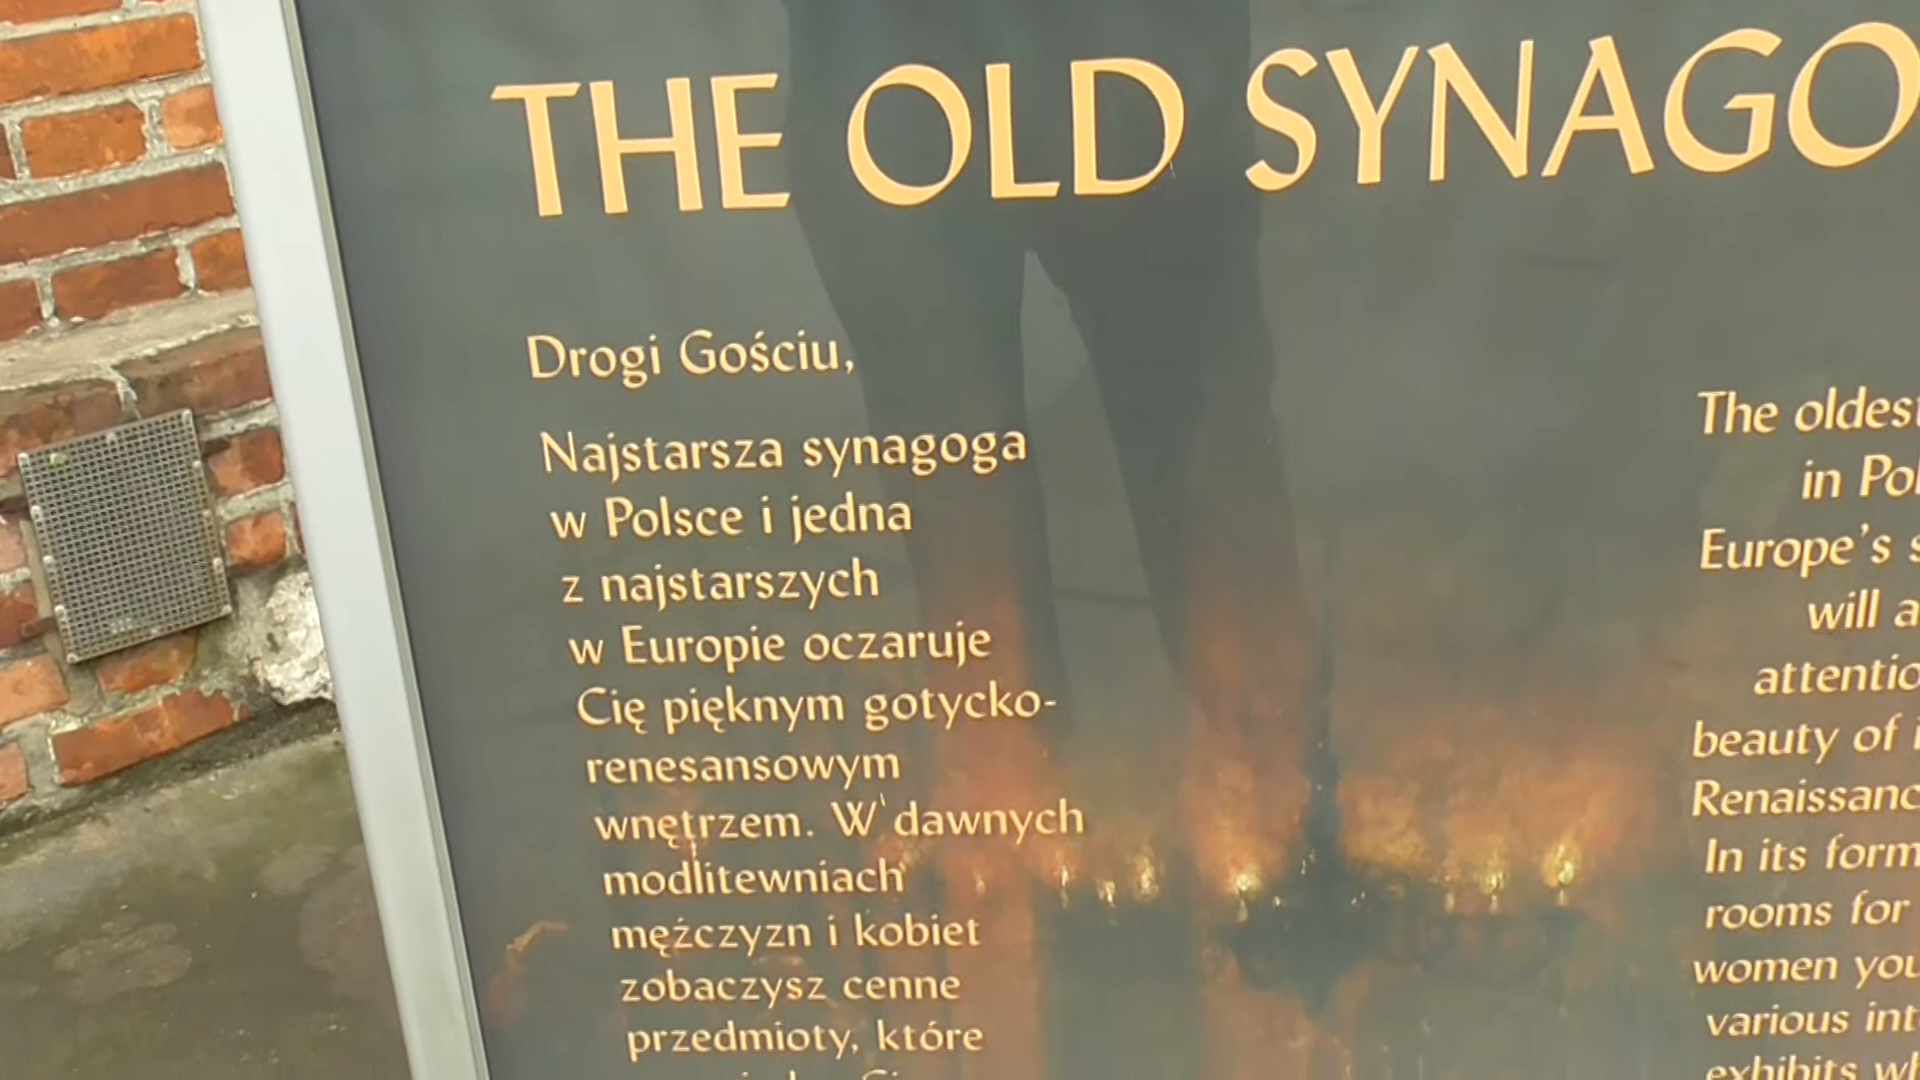 THE OLD SYNAGO
Drogi Gościu,
Najstarsza synagoga
w Polsce i jedna
z najstarszych
w Europie oczaruje
Cię pięknym gotycko-
renesansowym
wnętrzem. W dawnych
modlitewniach
mężczyzn i kobiet
zobaczysz cenne
przedmioty, które
The oldest
in Pol
Europe's s
will a
attentio
beauty of i
Renaissanc
In its form
rooms for
women you
various int
exhibits wh